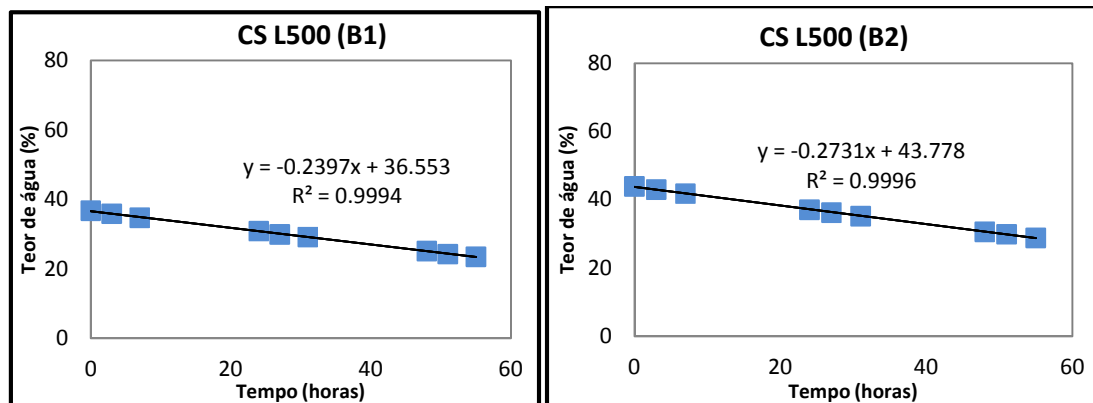 CS L500 (B1)
80
60
40
20
0
Teor de água (%)
y = -0.2397x + 36.553
R² = 0.9994
0 20 40 60
Tempo (horas)
CS L500 (B2)
80
60
40
20
0
Teor de água (%)
y = -0.2731x + 43.778
R² = 0.9996
0 20 40 60
Tempo (horas)